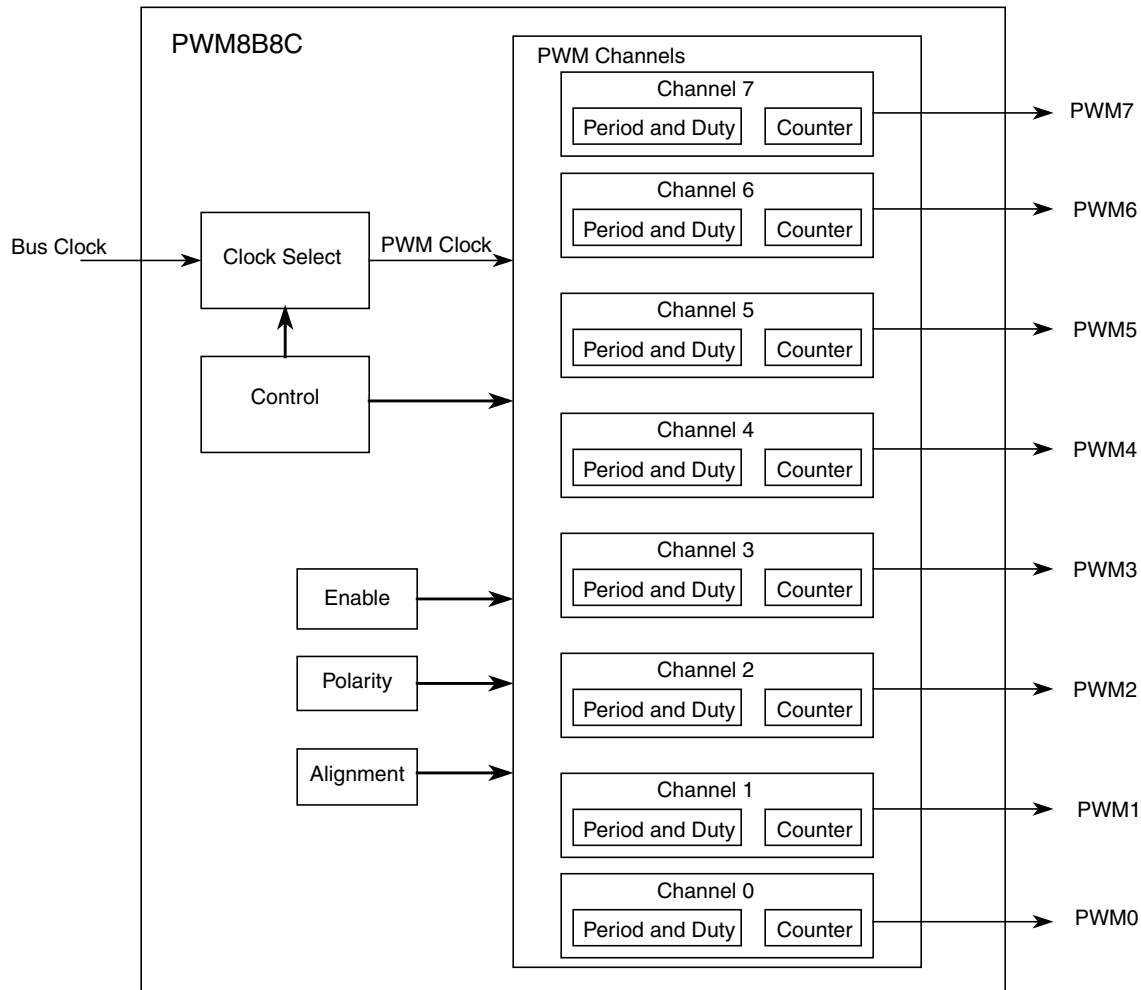 PWM8B8C
PWM Channels
Channel 7
Period and Duty
Counter
PWM7
Channel 6
Period and Duty
Counter
PWM6
Bus Clock
Clock Select
PWM Clock
Channel 5
Period and Duty
Counter
PWM5
Control
Channel 4
Period and Duty
Counter
PWM4
Channel 3
Period and Duty
Counter
PWM3
Enable
Polarity
Channel 2
Period and Duty
Counter
PWM2
Alignment
Channel 1
Period and Duty
Counter
PWM1
Channel 0
Period and Duty
Counter
PWM0